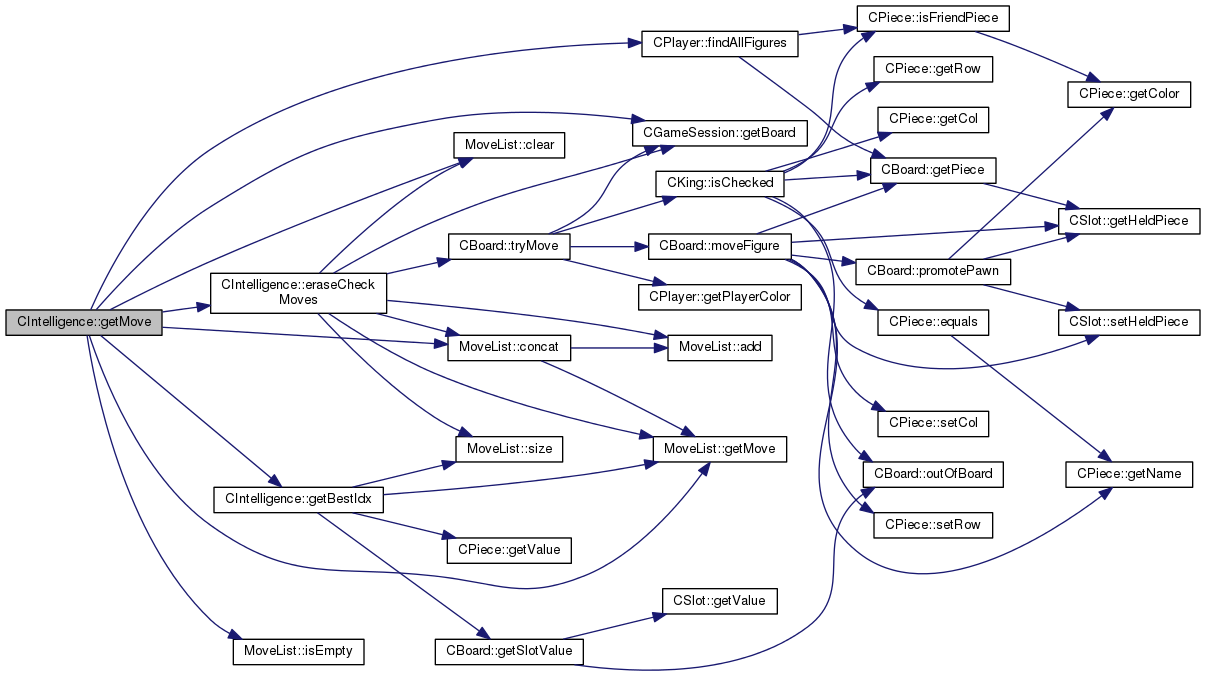 CPiece::isFriendPiece
CPlayer::findAllFigures
CPiece::getRow
CPiece::getColor
CPiece::getCol
CGameSession::getBoard
MoveList::clear
CBoard::getPiece
CKing::isChecked
CSlot::getHeldPiece
CBoard::tryMove
CBoard::moveFigure
CBoard::promotePawn
CIntelligence::eraseCheck
Moves
CPlayer::getPlayerColor
CIntelligence::getMove
CPiece::equals
CSlot::setHeldPiece
MoveList::concat
MoveList::add
CPiece::setCol
MoveList::size
MoveList::getMove
CBoard::outOfBoard
CPiece::getName
CIntelligence::getBestIdx
CPiece::setRow
CPiece::getValue
CSlot::getValue
MoveList::isEmpty
CBoard::getSlotValue